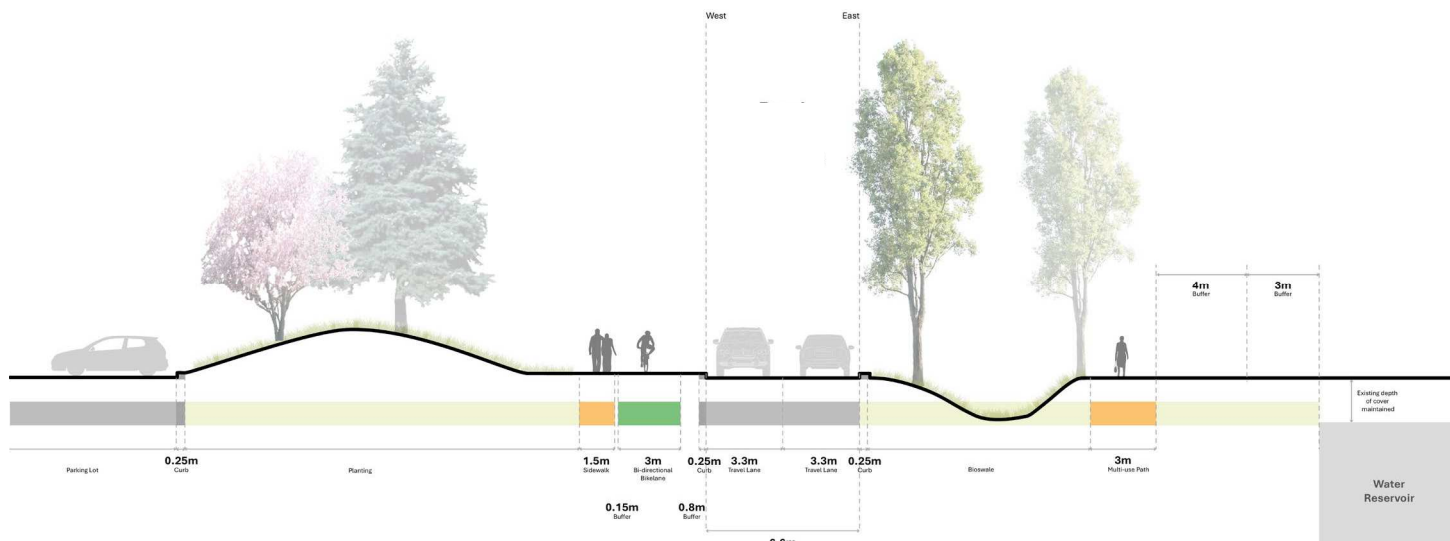 West
East
4m
Buffer
3m
Buffer
Existing depth
of cover
maintained
Parking Lot
0.25m
Curb
Planting
1.5m
Sidewalk
3m
Bi-directional
Bikelane
0.25m
Curb
3.3m
Travel Lane
3.3m
Travel Lane
0.25m
Curb
Bioswale
3m
Multi-use Path
0.15m
Buffer
0.8m
Buffer
Water
Reservoir